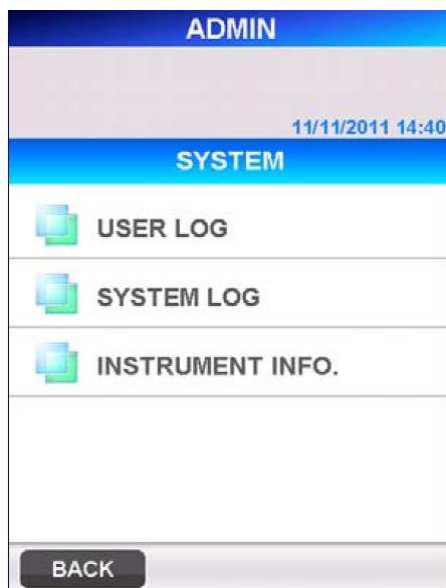 ADMIN
11/11/2011 14:40
SYSTEM
USER LOG
SYSTEM LOG
INSTRUMENT INFO.
BACK